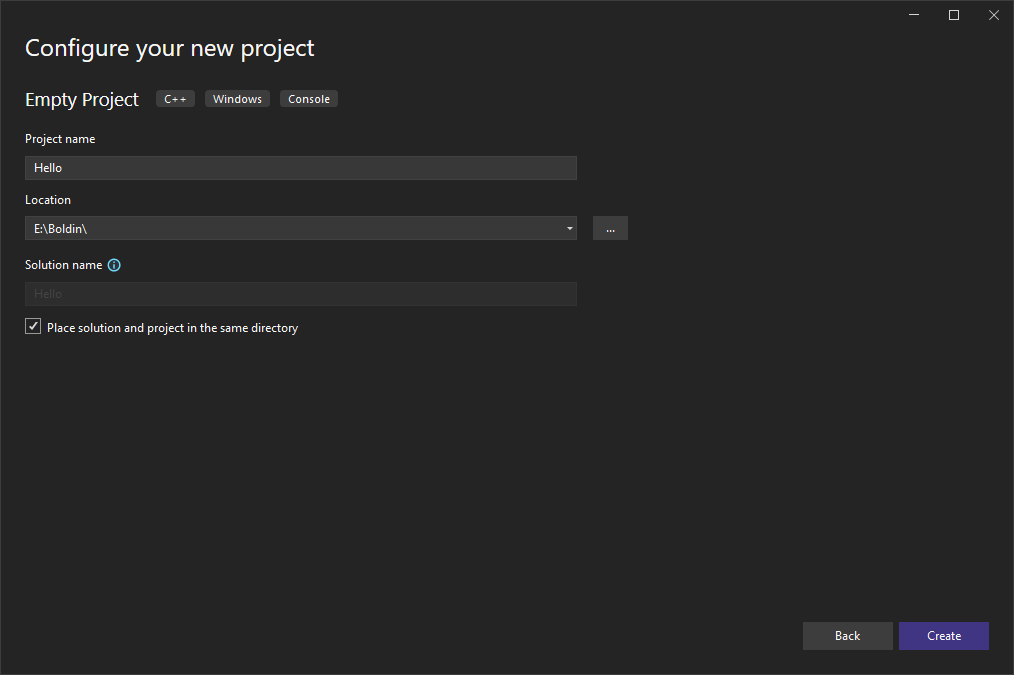 Configure your new project
Empty Project C++ Windows Console
Project name
Hello
Location
E:\Boldin\ ...
Solution name
Hello
Place solution and project in the same directory
Back Create